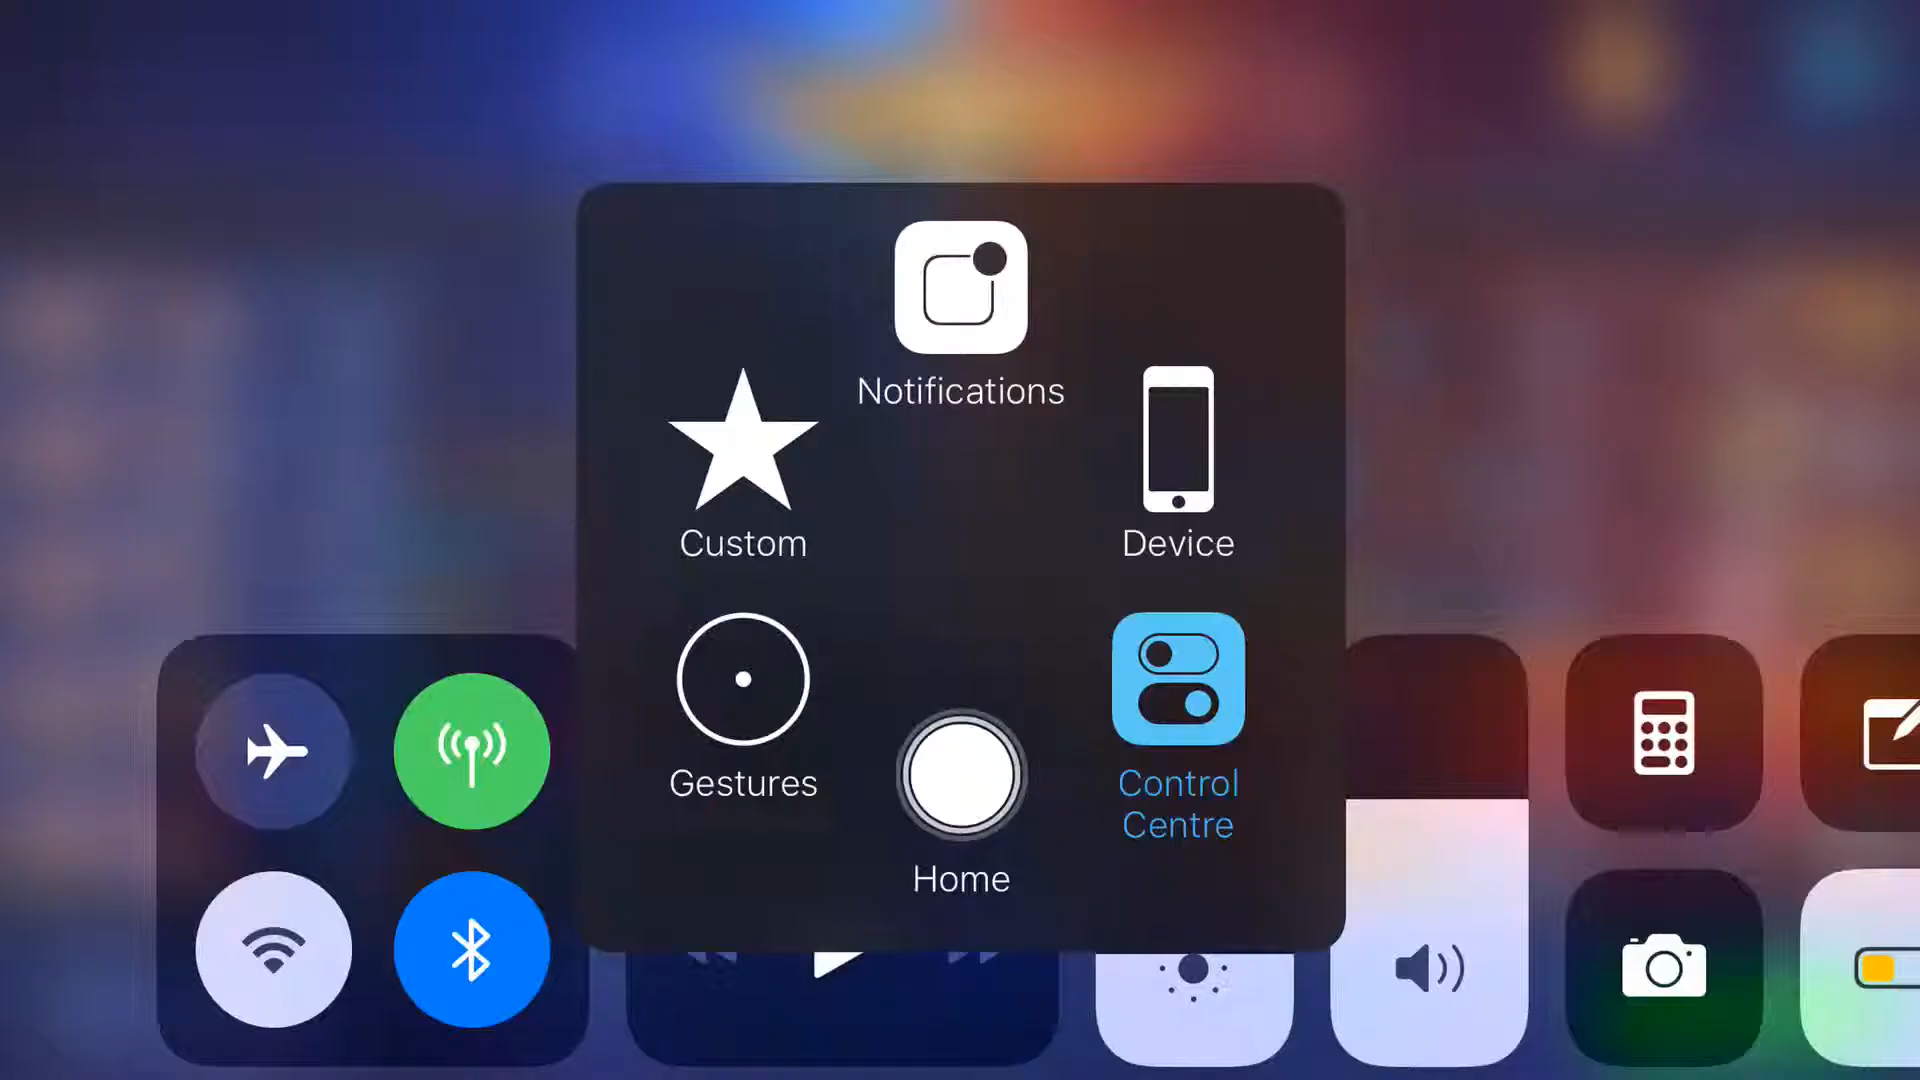 Notifications
Custom
Device
Gestures
Control
Centre
Home